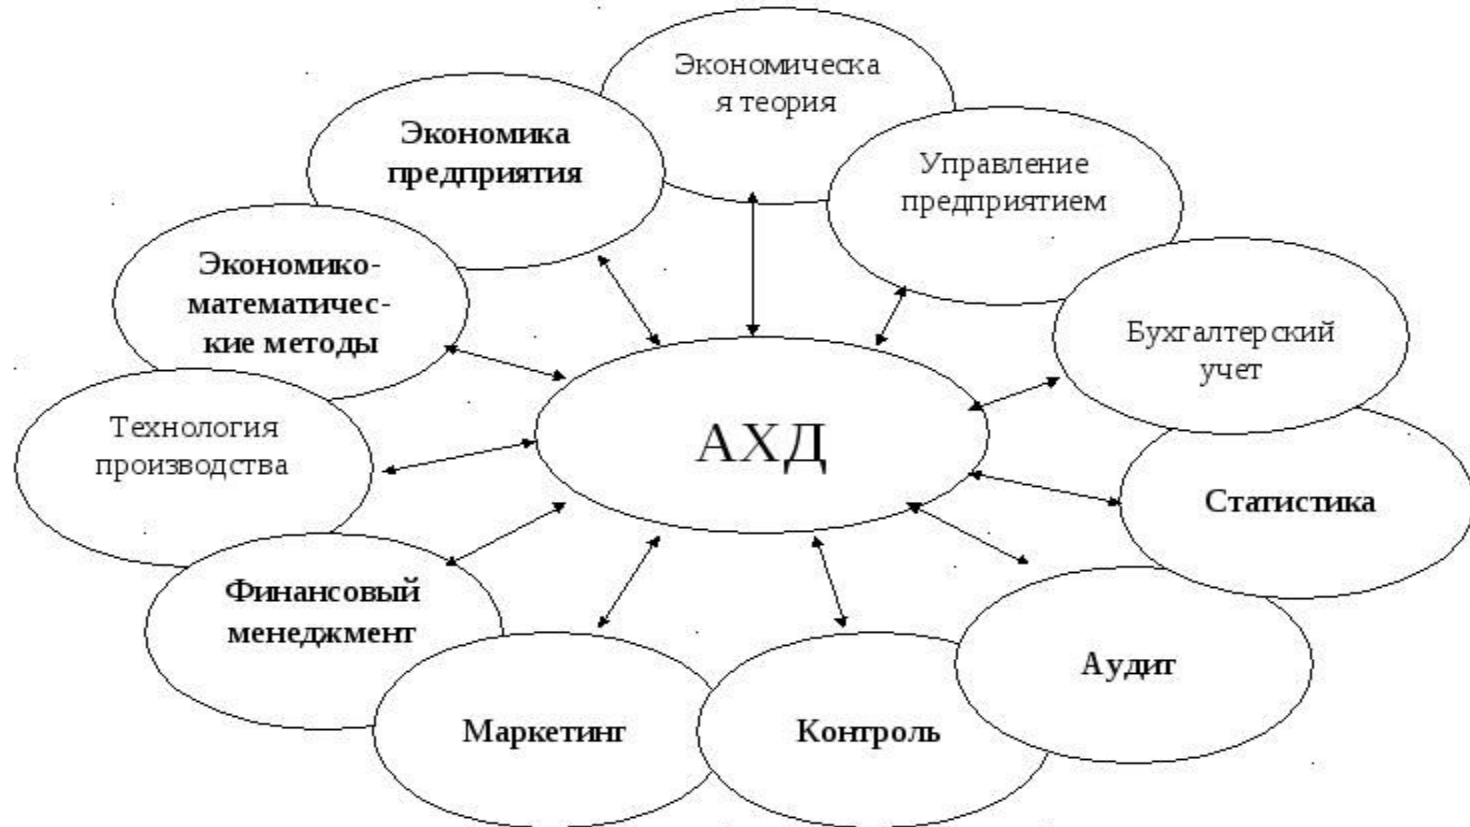 Экономическа
я теория
Экономика
предприятия
Управление
предприятием
Экономико-
математичес-
кие методы
Бухгалтерский
учет
Технология
производства
АХД
Статистика
Финансовый
менеджмент
Аудит
Маркетинг
Контроль